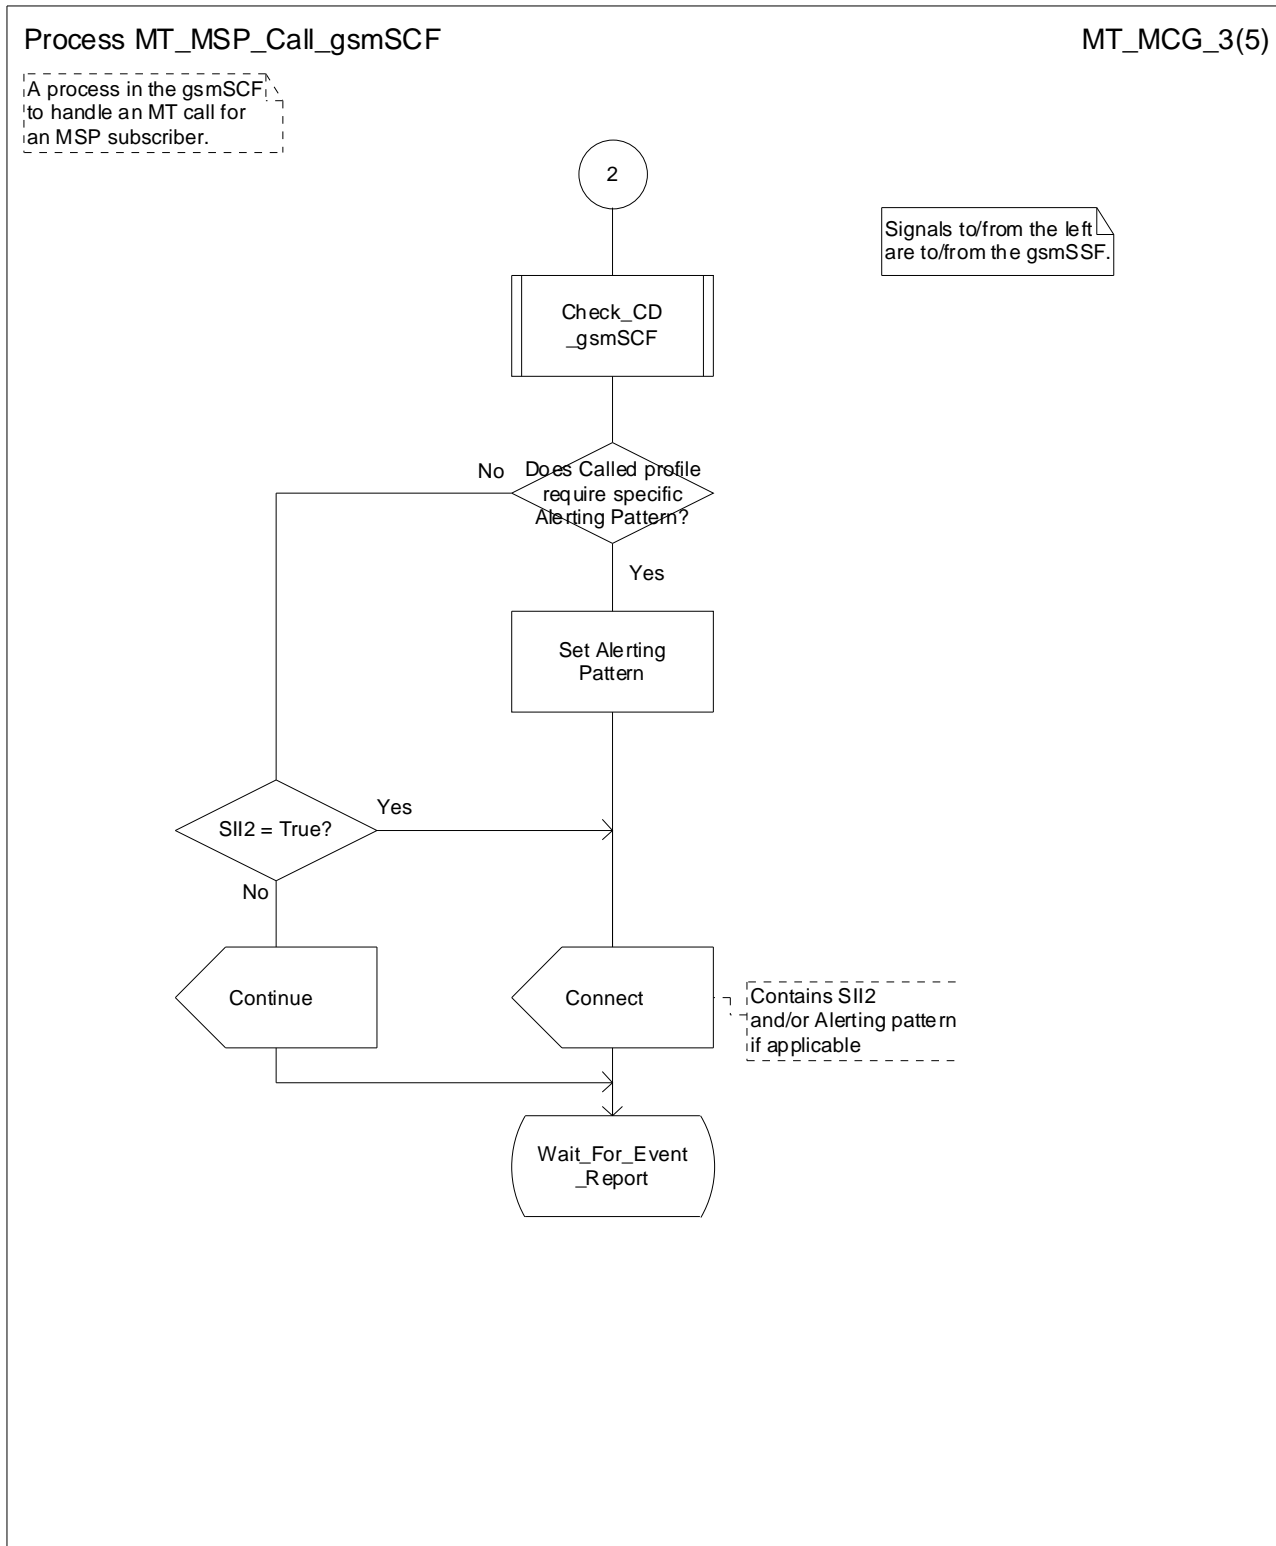 Process MT_MSP_Call_gsmSCF
MT_MCG_3(5)
A process in the gsmSCF
to handle an MT call for
an MSP subscriber.
2
Signals to/from the left
are to/from the gsmSSF.
Check_CD
_gsmSCF
No
Does Called profile
require specific
Alerting Pattern?
Yes
Set Alerting
Pattern
SII2 = True?
Yes
No
Continue
Connect
Contains SII2
and/or Alerting pattern
if applicable
Wait_For_Event
_Report